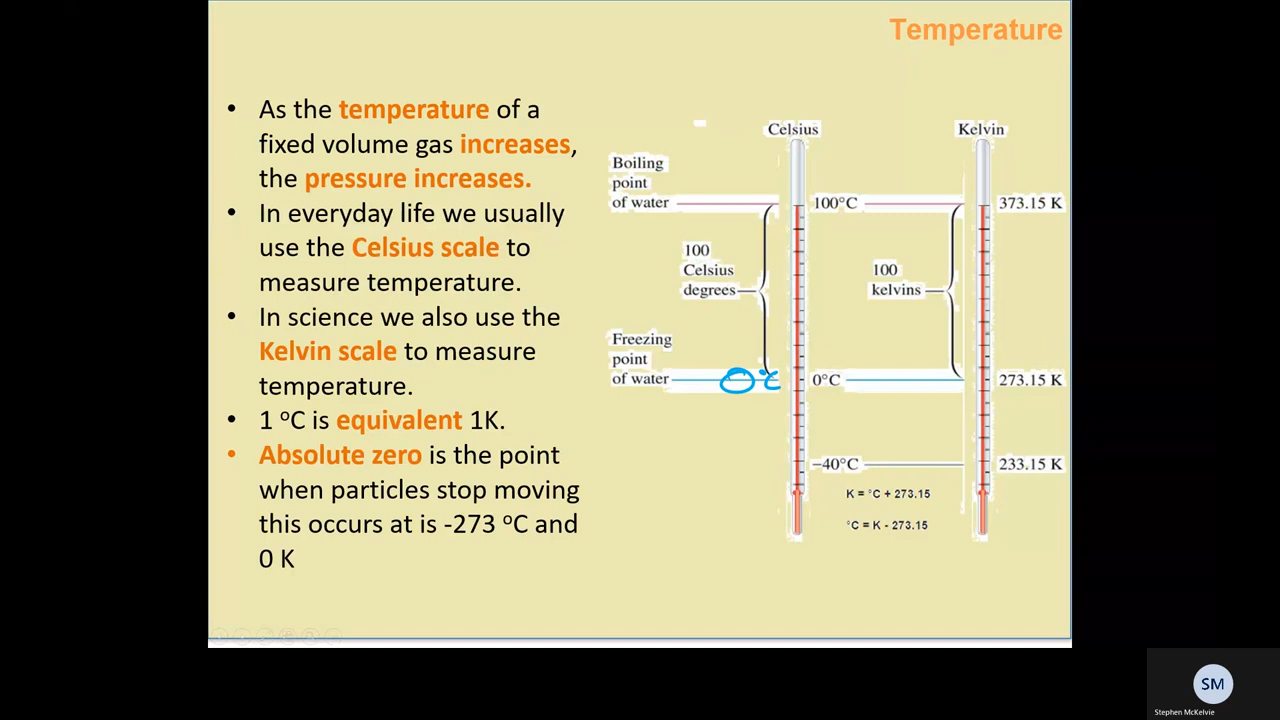 Temperature
• As the temperature of a
fixed volume gas increases,
the pressure increases.
• In everyday life we usually
use the Celsius scale to
measure temperature.
• In science we also use the
Kelvin scale to measure
temperature.
• 1 ºC is equivalent 1K.
• Absolute zero is the point
when particles stop moving
this occurs at is -273 ºC and
0 K
Celsius
Kelvin
Boiling
point
of water
100°C
373.15 K
100
Celsius
degrees
100
kelvins
Freezing
point
of water
0°C
0°C
273.15 K
−40°C
233.15 K
K = °C + 273.15
°C = K - 273.15
SM
Stephen McKelvie